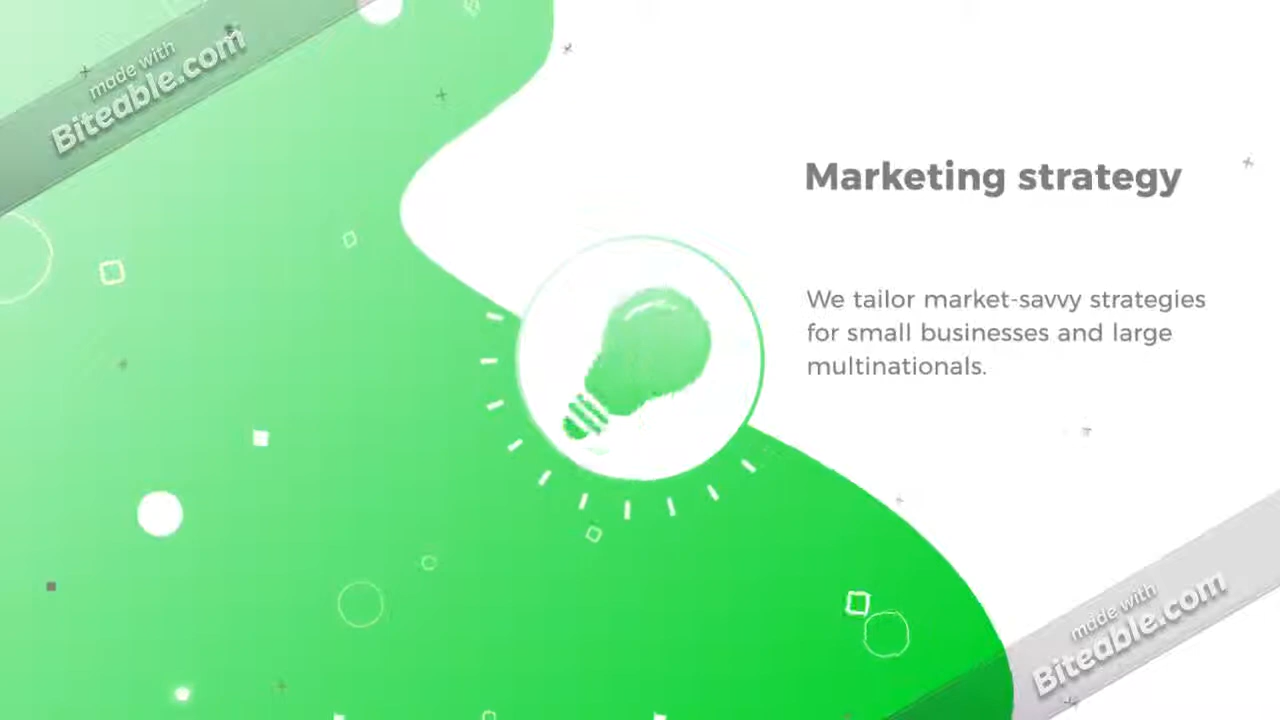 made with
Biteable.com
Marketing strategy
We tailor market-savvy strategies
for small businesses and large
multinationals.
made with
Biteable.com